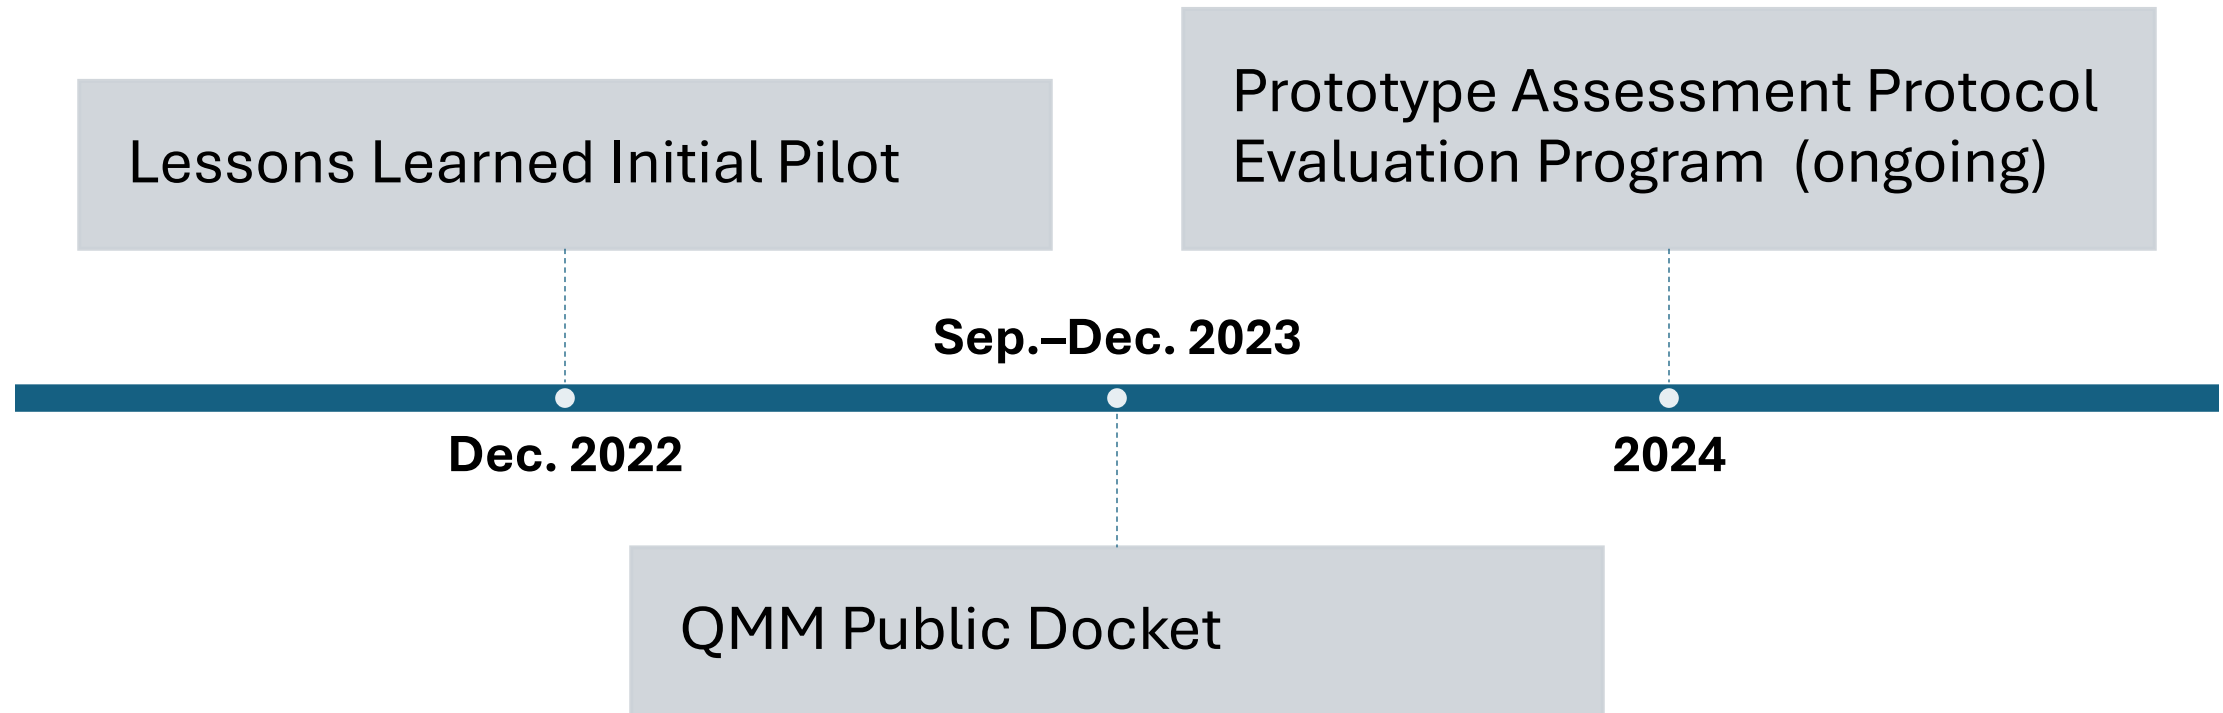 Lessons Learned Initial Pilot
Prototype Assessment Protocol
Evaluation Program (ongoing)
Sep.–Dec. 2023
Dec. 2022
2024
QMM Public Docket